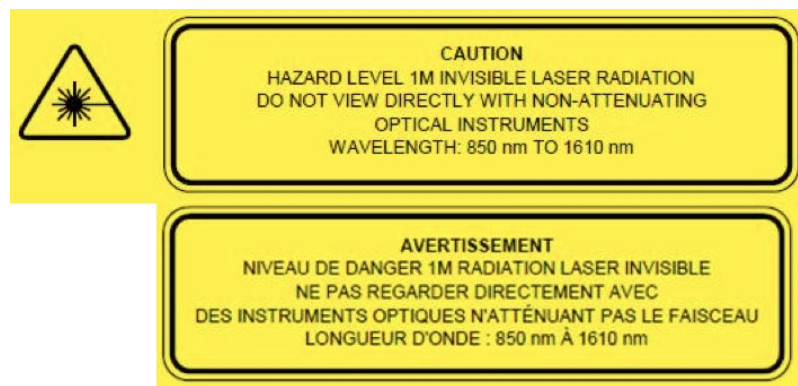 CAUTION
HAZARD LEVEL 1M INVISIBLE LASER RADIATION
DO NOT VIEW DIRECTLY WITH NON-ATTENUATING
OPTICAL INSTRUMENTS
WAVELENGTH: 850 nm TO 1610 nm
AVERTISSEMENT
NIVEAU DE DANGER 1M RADIATION LASER INVISIBLE
NE PAS REGARDER DIRECTEMENT AVEC
DES INSTRUMENTS OPTIQUES N'ATTÉNUANT PAS LE FAISCEAU
LONGUEUR D'ONDE : 850 nm À 1610 nm